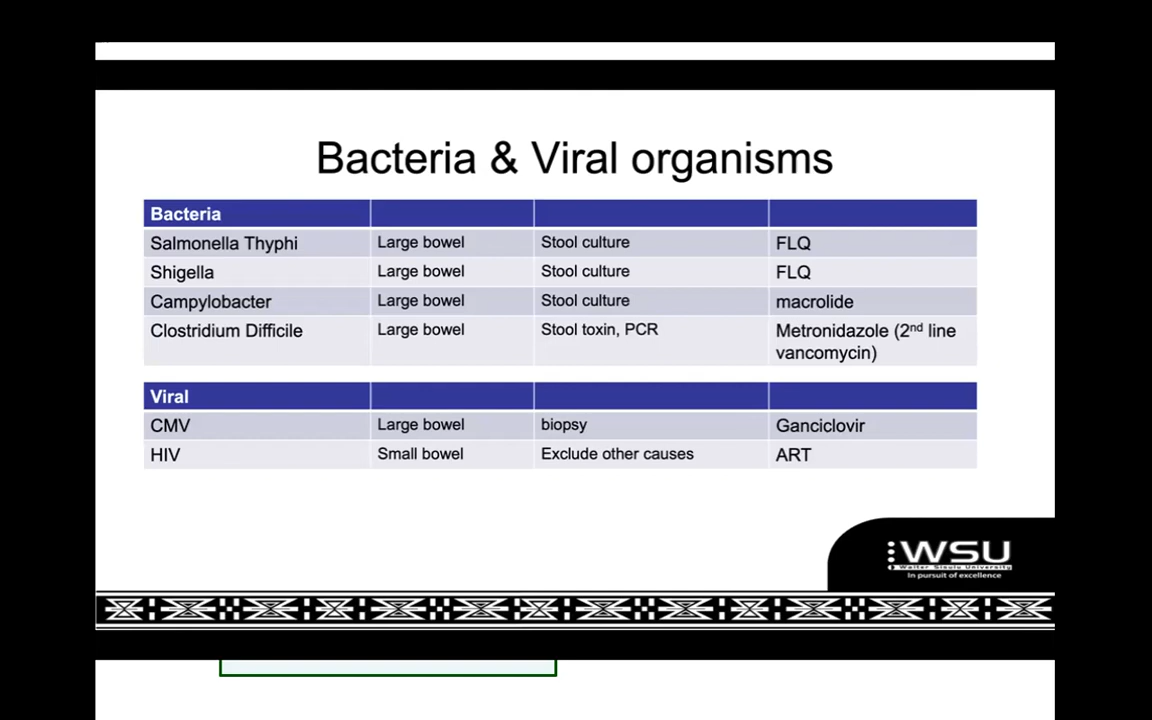 Bacteria & Viral organisms
Bacteria
Salmonella Thyphi Large bowel Stool culture FLQ
Shigella Large bowel Stool culture FLQ
Campylobacter Large bowel Stool culture macrolide
Clostridium Difficile Large bowel Stool toxin, PCR Metronidazole (2nd line
vancomycin)
Viral
CMV Large bowel biopsy Ganciclovir
HIV Small bowel Exclude other causes ART
WSU
Walter Sisulu University
In pursuit of excellence